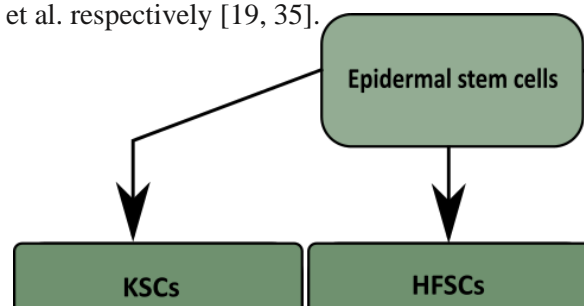 et al. respectively [19, 35].
Epidermal stem cells
KSCs
HFSCs